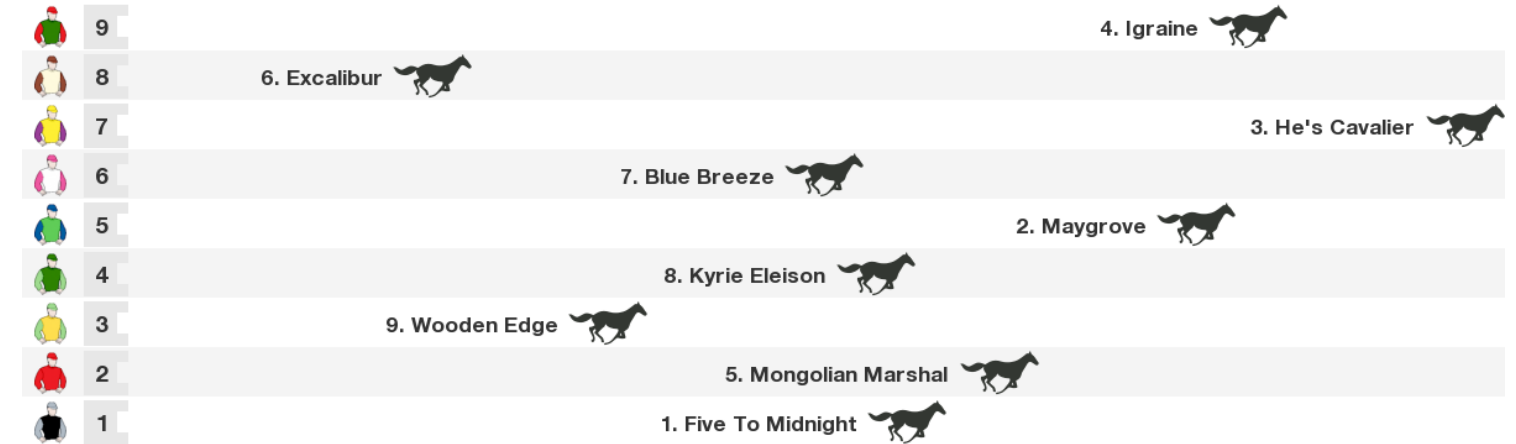 9 4. Igraine
8 6. Excalibur
7 3. He's Cavalier
6 7. Blue Breeze
5 2. Maygrove
4 8. Kyrie Eleison
3 9. Wooden Edge
2 5. Mongolian Marshal
1 1. Five To Midnight